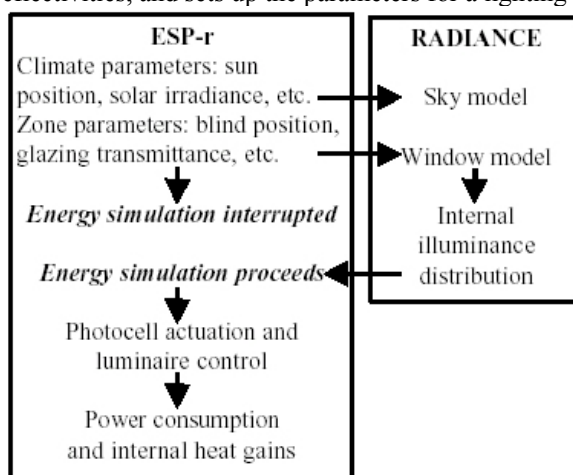 effectivities, and sets up the parameters for a lighting
ESP-r
Climate parameters: sun
position, solar irradiance, etc.
Zone parameters: blind position,
glazing transmittance, etc.
Energy simulation interrupted
Energy simulation proceeds
Photocell actuation and
luminaire control
Power consumption
and internal heat gains
RADIANCE
Sky model
Window model
Internal
illuminance
distribution